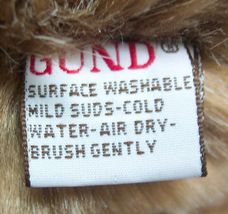 GUND®
SURFACE WASHABLE
MILD SUDS-COLD
WATER-AIR DRY-
BRUSH GENTLY